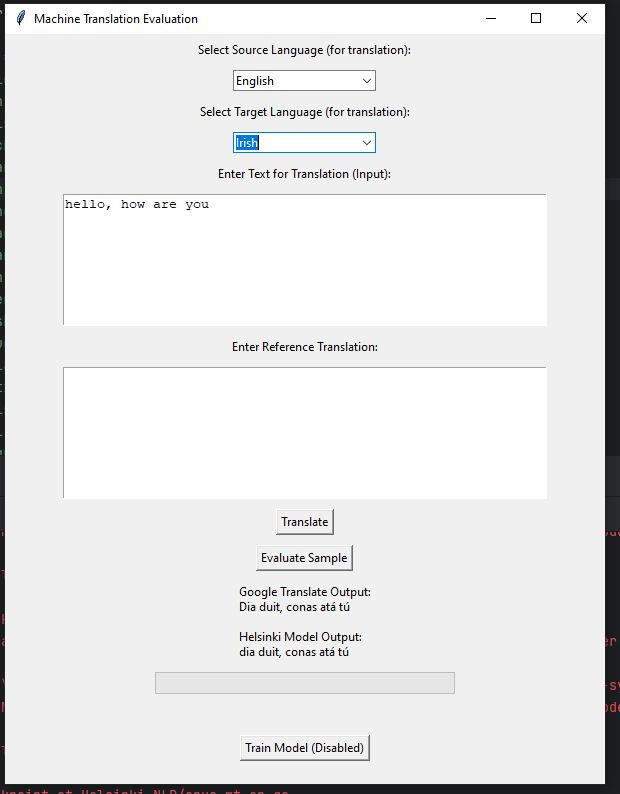 Machine Translation Evaluation
Select Source Language (for translation):
English
Select Target Language (for translation):
Irish
Enter Text for Translation (Input):
hello, how are you
Enter Reference Translation:
Translate
Evaluate Sample
Google Translate Output:
Dia duit, conas atá tú
Helsinki Model Output:
dia duit, conas atá tú
Train Model (Disabled)